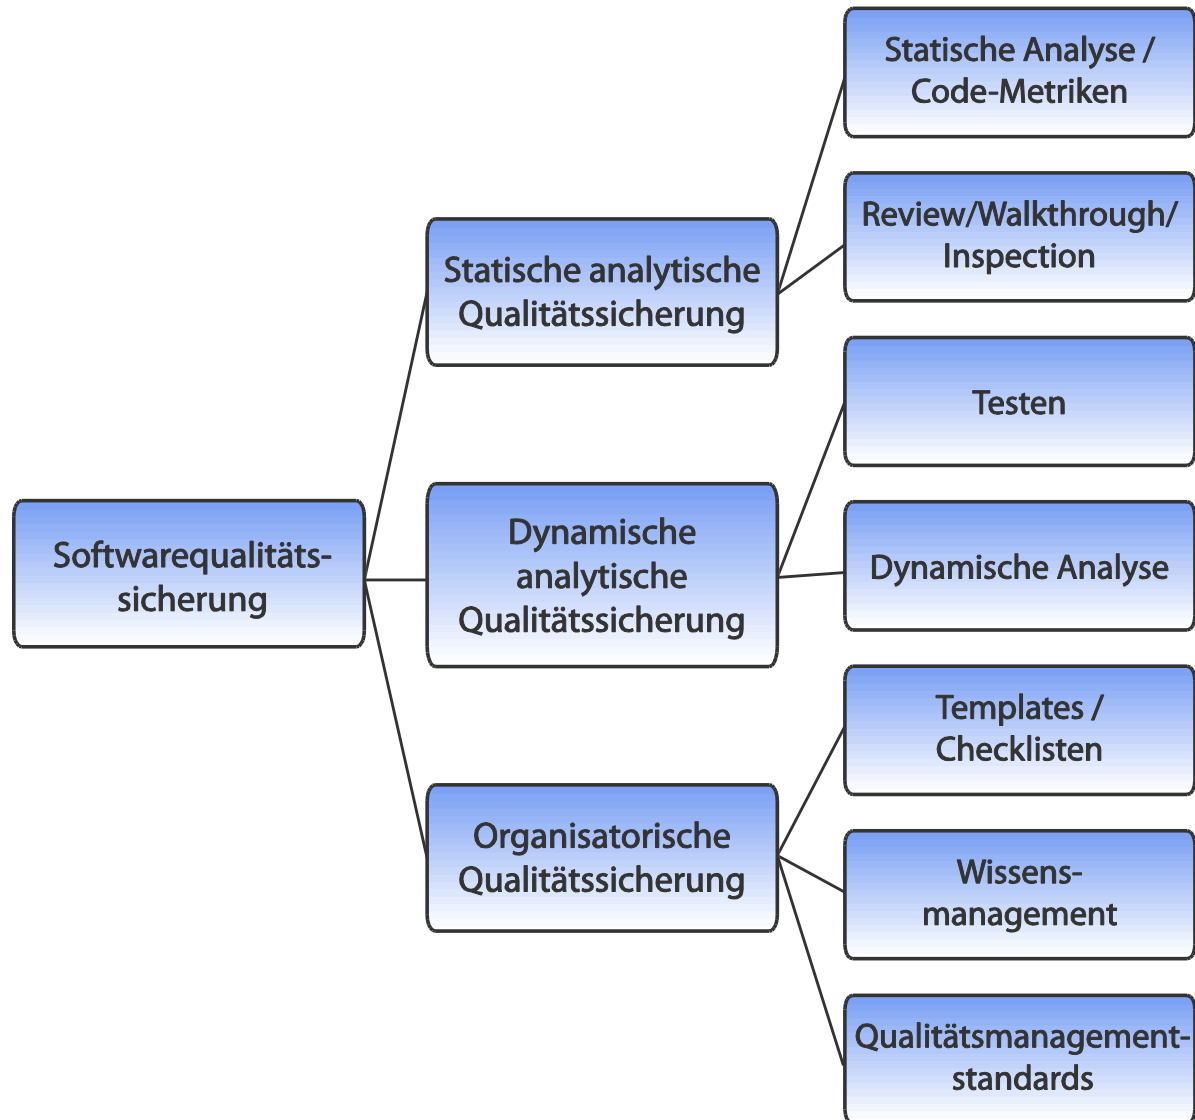 Statische Analyse /
Code-Metriken
Review/Walkthrough/
Inspection
Statische analytische
Qualitätssicherung
Testen
Dynamische
analytische
Qualitätssicherung
Dynamische Analyse
Softwarequalitäts-
sicherung
Templates /
Checklisten
Organisatorische
Qualitätssicherung
Wissens-
management
Qualitätsmanagement-
standards